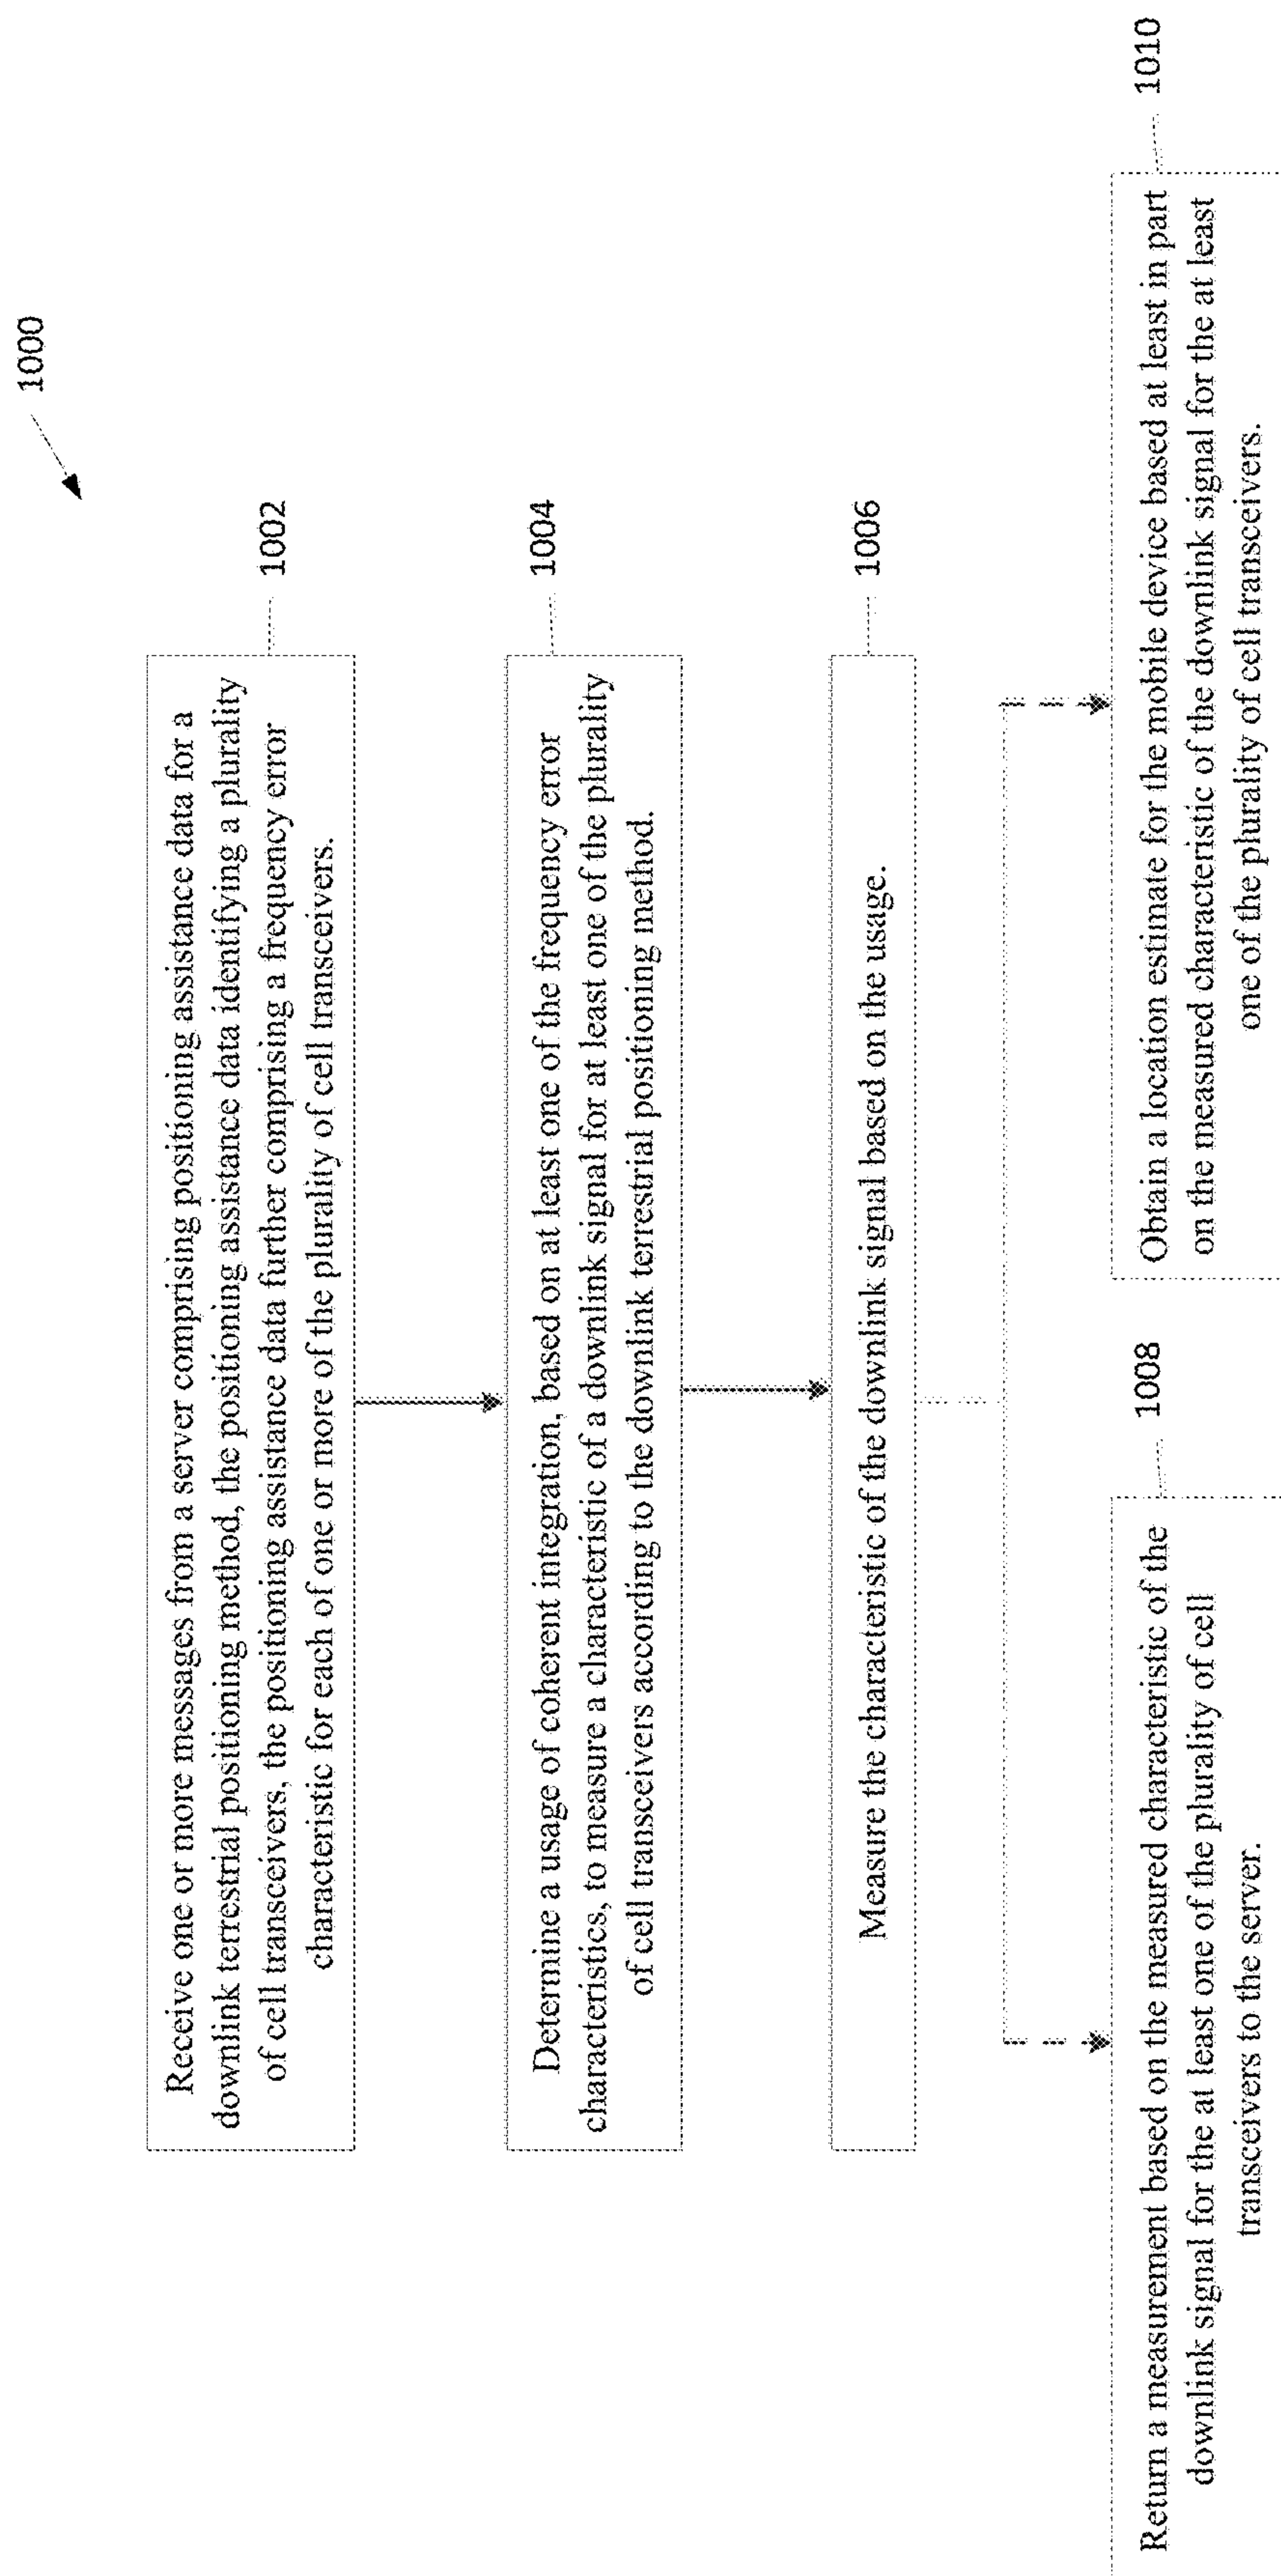 1000
Receive one or more messages from a server comprising positioning assistance data for a
downlink terrestrial positioning method, the positioning assistance data identifying a plurality
of cell transceivers, the positioning assistance data further comprising a frequency error
characteristic for each of one or more of the plurality of cell transceivers.
1002
Determine a usage of coherent integration, based on at least one of the frequency error
characteristics, to measure a characteristic of a downlink signal for at least one of the plurality
of cell transceivers according to the downlink terrestrial positioning method.
1004
Measure the characteristic of the downlink signal based on the usage.
1006
Return a measurement based on the measured characteristic of the
downlink signal for the at least one of the plurality of cell
transceivers to the server.
1008
Obtain a location estimate for the mobile device based at least in part
on the measured characteristic of the downlink signal for the at least
one of the plurality of cell transceivers.
1010